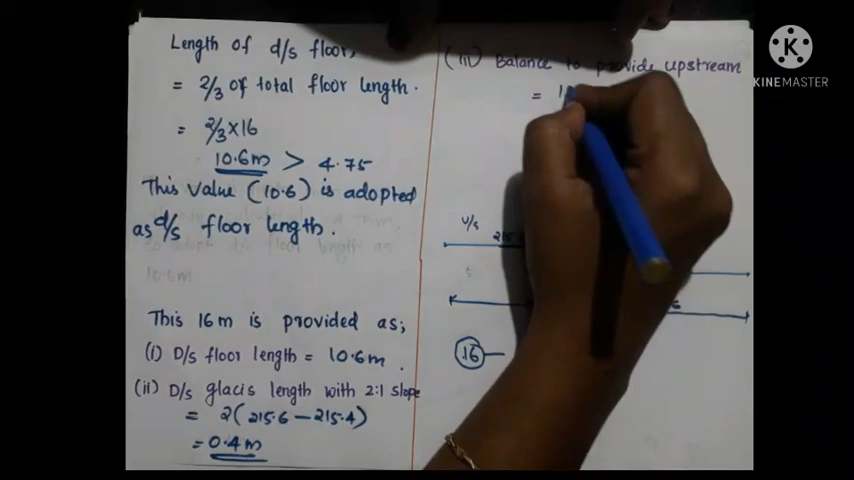 Length of d/s floor,
= 2/3 of total floor length.
= 2/3 x 16
10.6m > 4.75
This value (10.6) is adopted
as d/s floor length.
This 16m is provided as;
(i) D/s floor length = 10.6m.
(ii) D/s glacis length with 2:1 slope
= 2(215.6 - 215.4)
= 0.4m
(iii) Balance to provide upstream
=
U/s
16
K
KINEMASTER